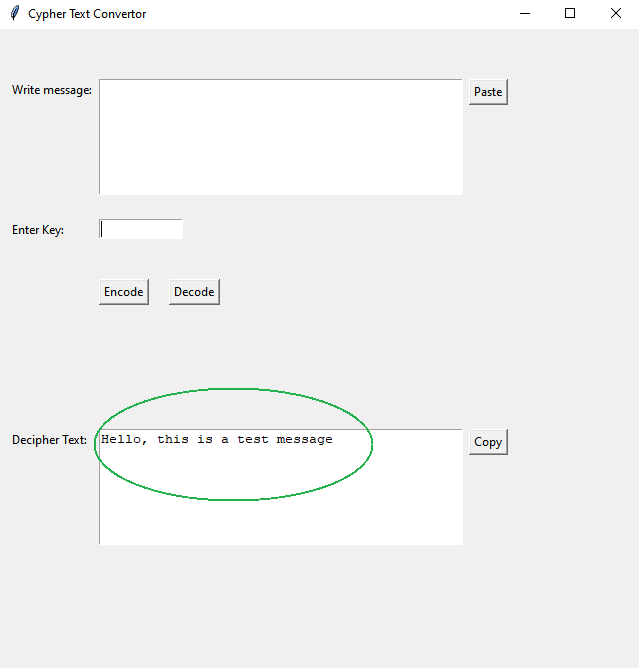 Cypher Text Convertor
Write message:
Paste
Enter Key:
Encode Decode
Decipher Text:
Hello, this is a test message
Copy